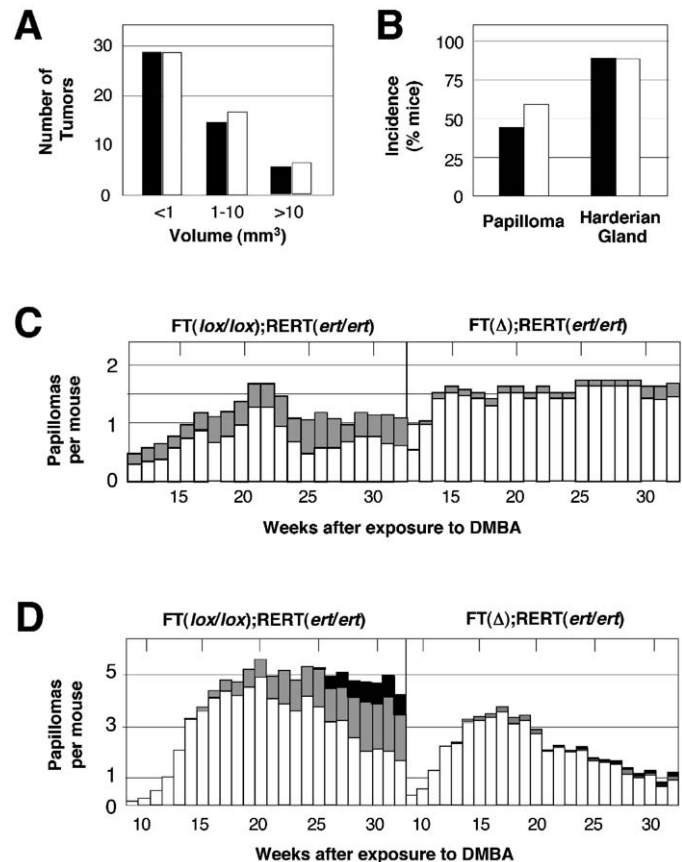 A
Number of
Tumors
30
20
10
0
<1 1-10 >10
Volume (mm³)
B
Incidence
(% mice)
100
75
50
25
0
Papilloma Harderian
Gland
C
FT(lox/lox);RERT(ert/ert) FT(Δ);RERT(ert/ert)
Papillomas
per mouse
2
1
0
15 20 25 30 15 20 25 30
Weeks after exposure to DMBA
D
FT(lox/lox);RERT(ert/ert) FT(Δ);RERT(ert/ert)
Papillomas
per mouse
5
3
1
0
10 15 20 25 30 10 15 20 25 30
Weeks after exposure to DMBA